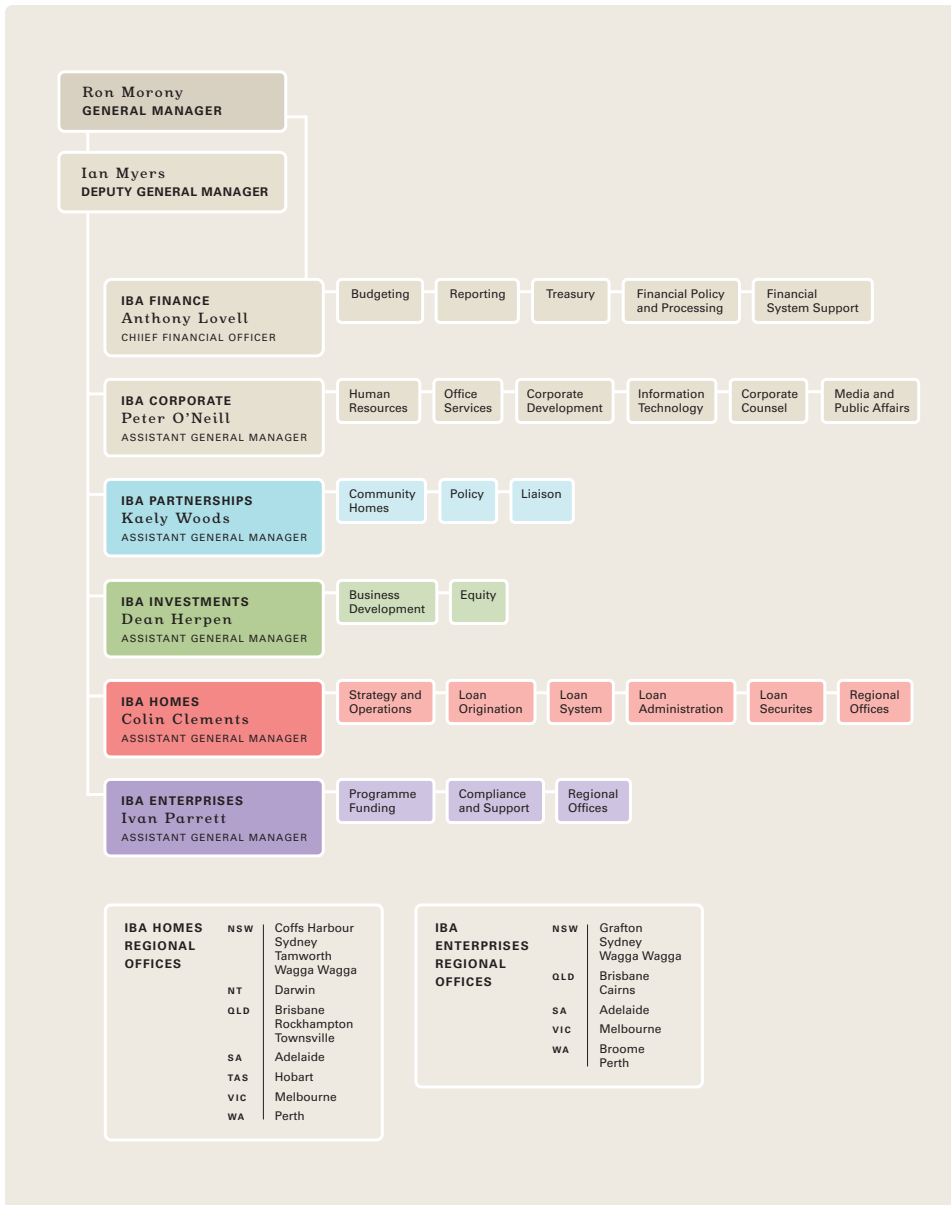 Ron Morony
GENERAL MANAGER
Ian Myers
DEPUTY GENERAL MANAGER
IBA FINANCE
Anthony Lovell
CHIIEF FINANCIAL OFFICER
Budgeting
Reporting
Treasury
Financial Policy
and Processing
Financial
System Support
IBA CORPORATE
Peter O’Neill
ASSISTANT GENERAL MANAGER
Human
Resources
Office
Services
Corporate
Development
Information
Technology
Corporate
Counsel
Media and
Public Affairs
IBA PARTNERSHIPS
Kaely Woods
ASSISTANT GENERAL MANAGER
Community
Homes
Policy
Liaison
IBA INVESTMENTS
Dean Herpen
ASSISTANT GENERAL MANAGER
Business
Development
Equity
IBA HOMES
Colin Clements
ASSISTANT GENERAL MANAGER
Strategy and
Operations
Loan
Origination
Loan
System
Loan
Administration
Loan
Securites
Regional
Offices
IBA ENTERPRISES
Ivan Parrett
ASSISTANT GENERAL MANAGER
Programme
Funding
Compliance
and Support
Regional
Offices
IBA HOMES
REGIONAL
OFFICES
NSW Coffs Harbour
Sydney
Tamworth
Wagga Wagga
NT Darwin
QLD Brisbane
Rockhampton
Townsville
SA Adelaide
TAS Hobart
VIC Melbourne
WA Perth
IBA
ENTERPRISES
REGIONAL
OFFICES
NSW Grafton
Sydney
Wagga Wagga
QLD Brisbane
Cairns
SA Adelaide
VIC Melbourne
WA Broome
Perth